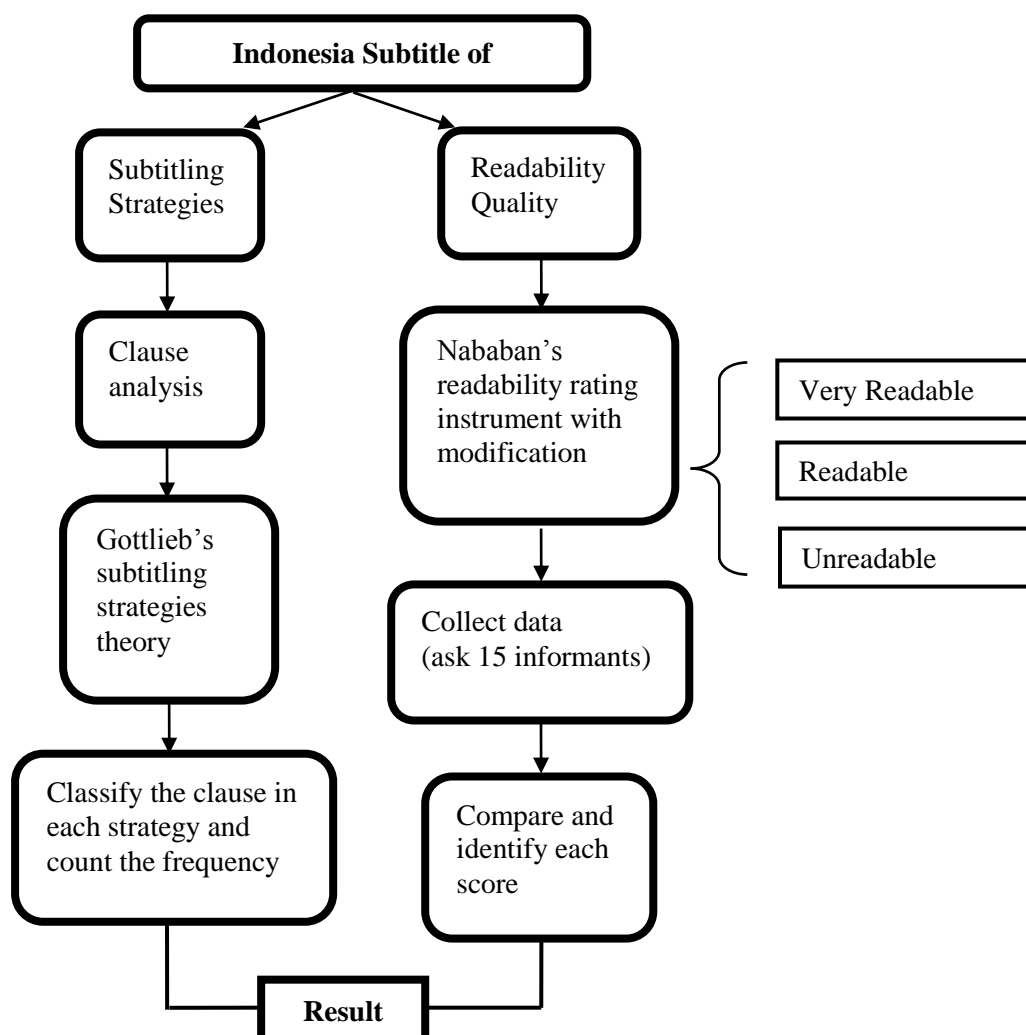 Indonesia Subtitle of
Subtitling
Strategies
Readability
Quality
Clause
analysis
Nababan’s
readability rating
instrument with
modification
Very Readable
Readable
Unreadable
Gottlieb’s
subtitling
strategies
theory
Collect data
(ask 15 informants)
Classify the clause in
each strategy and
count the frequency
Compare and
identify each
score
Result